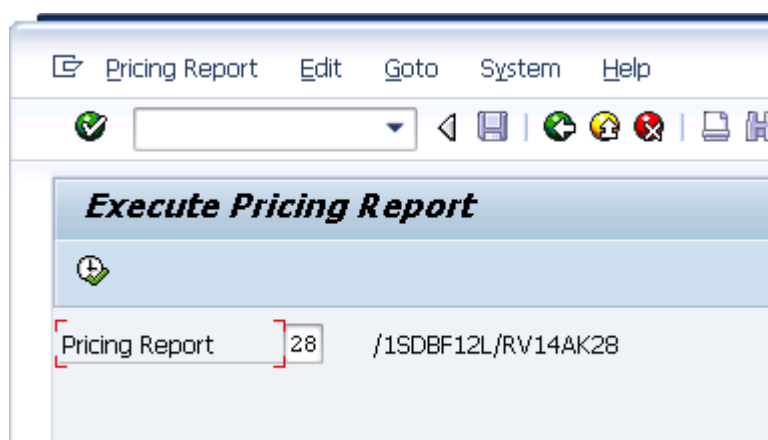 Pricing Report Edit Goto System Help
Execute Pricing Report
Pricing Report 28 /1SDBF12L/RV14AK28